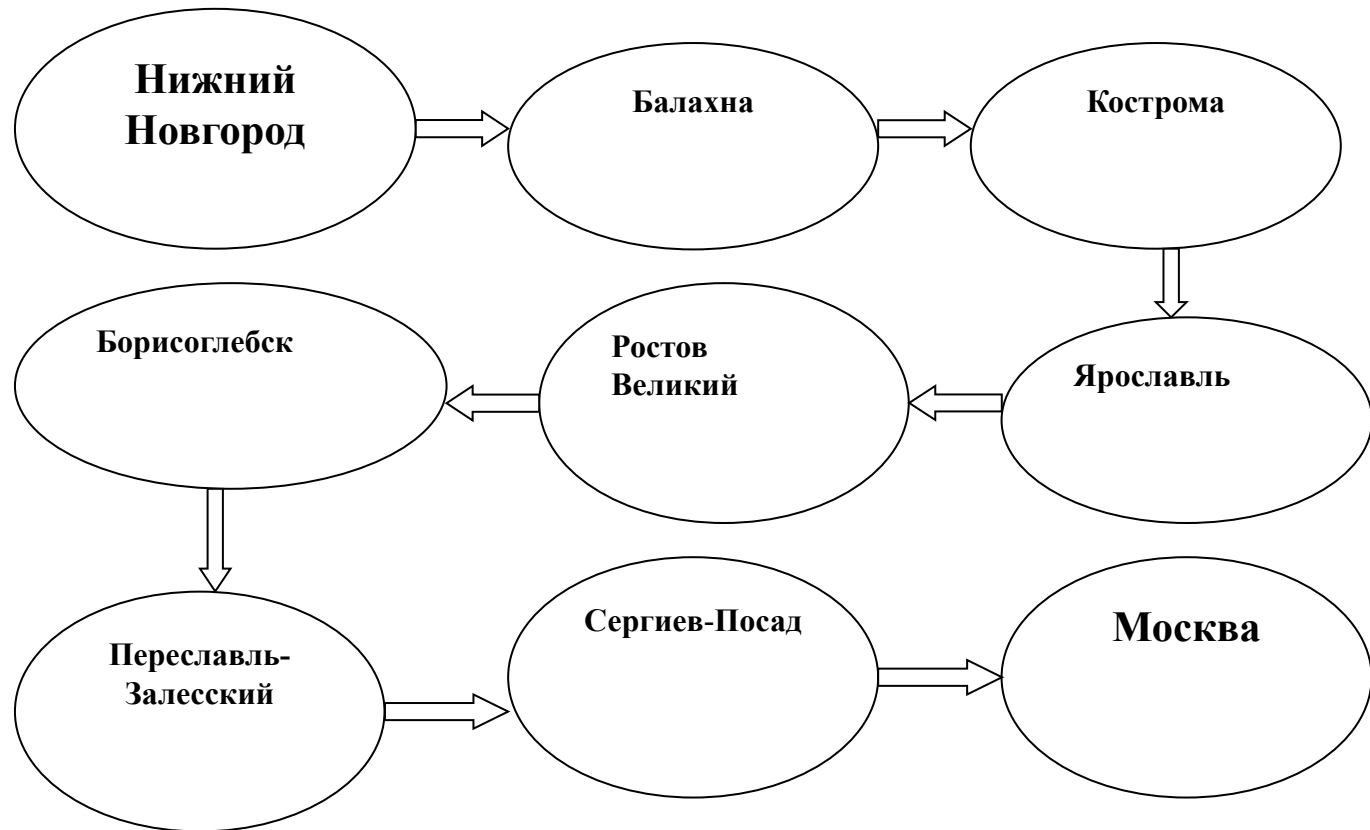 Нижний
Новгород
Балахна
Кострома
Борисоглебск
Ростов
Великий
Ярославль
Переславль-
Залесский
Сергиев-Посад
Москва